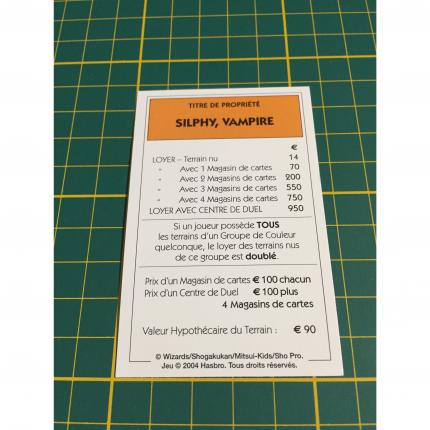 TITRE DE PROPRIÉTÉ
SILPHY, VAMPIRE
€
LOYER – Terrain nu 14
" Avec 1 Magasin de cartes 70
" Avec 2 Magasins de cartes 200
" Avec 3 Magasins de cartes 550
" Avec 4 Magasins de cartes 750
LOYER AVEC CENTRE DE DUEL 950
Si un joueur possède TOUS
les terrains d'un Groupe de Couleur
quelconque, le loyer des terrains nus
de ce groupe est doublé.
Prix d'un Magasin de cartes € 100 chacun
Prix d'un Centre de Duel € 100 plus
4 Magasins de cartes
Valeur Hypothécaire du Terrain : € 90
© Wizards/Shogakukan/Mitsui-Kids/Sho Pro.
Jeu © 2004 Hasbro. Tous droits réservés.